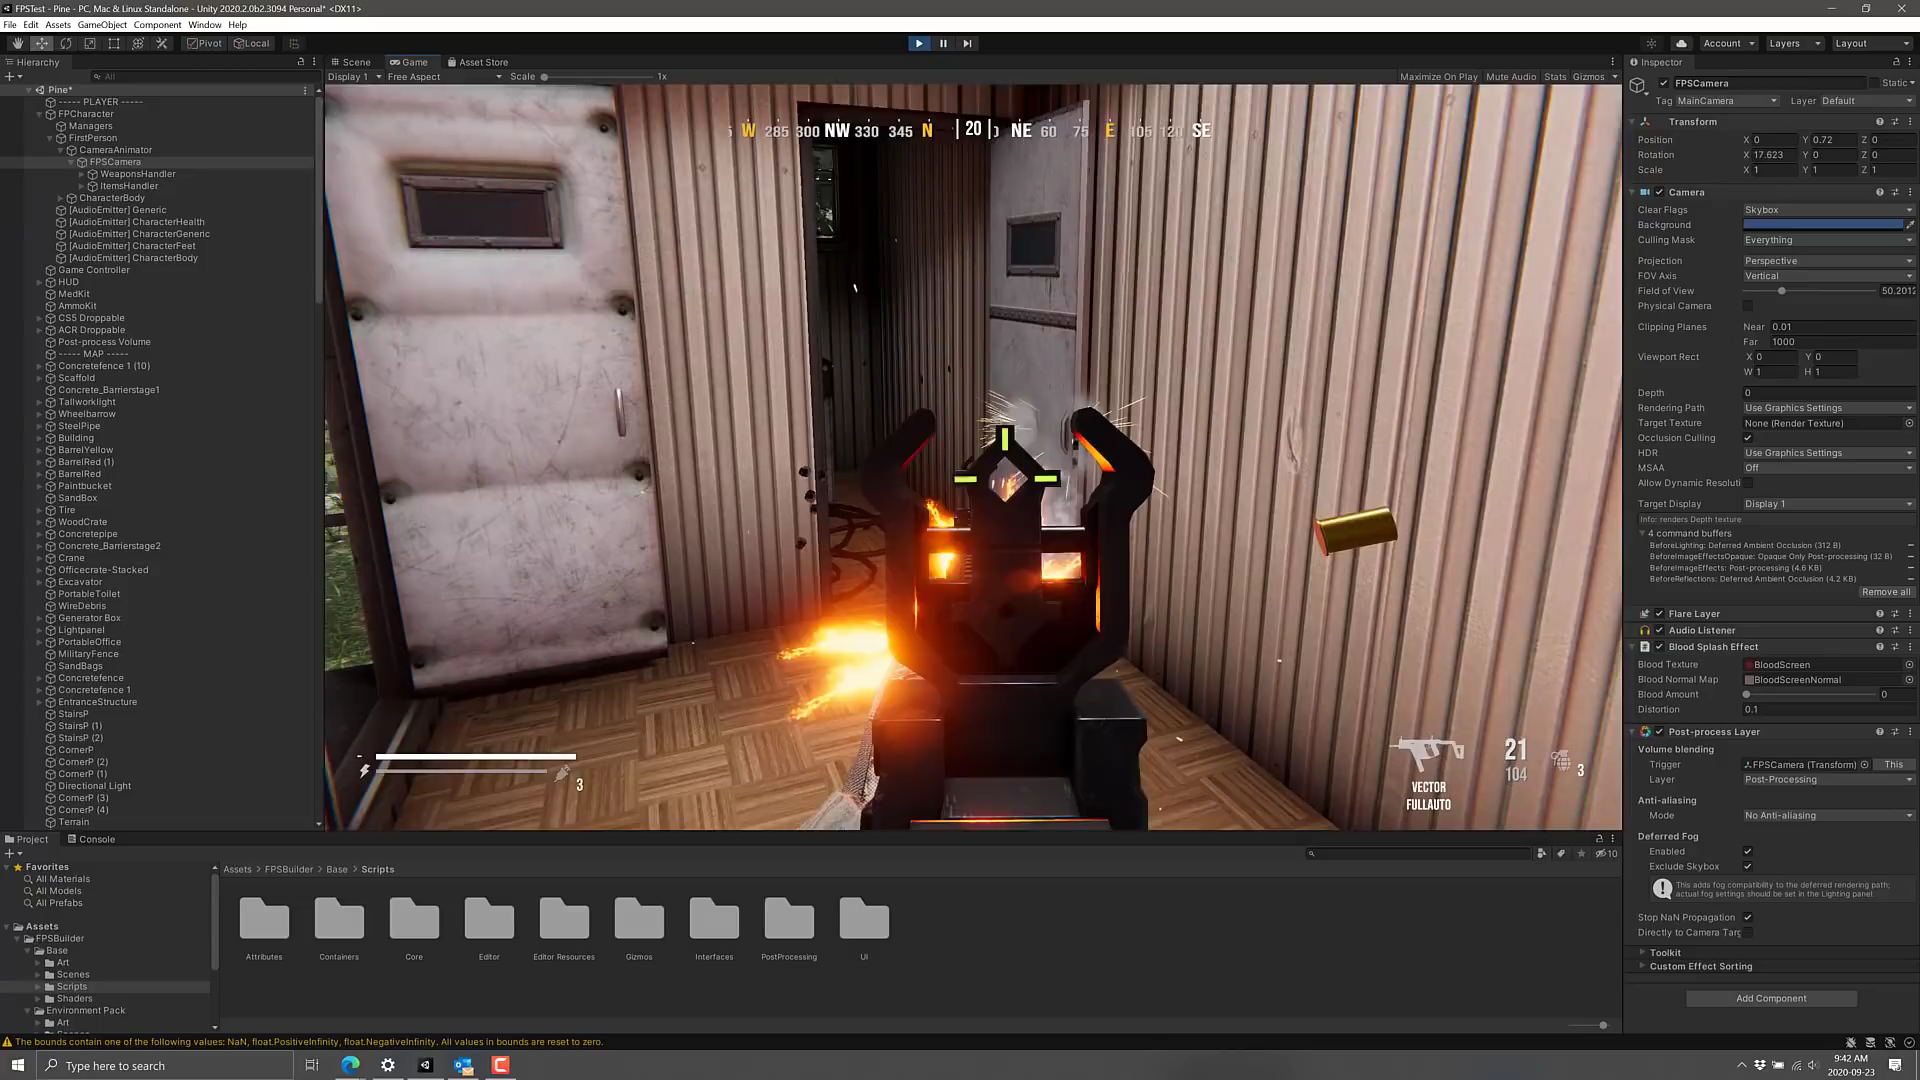 FPSTest - Pine - PC, Mac & Linux Standalone - Unity 2020.2.0b2.3094 Personal* <DX11>
File Edit Assets GameObject Component Window Help
Pivot Local
Account Layers Layout
Hierarchy
All
Pine*
----- PLAYER -----
FPCharacter
Managers
FirstPerson
CameraAnimator
FPSCamera
WeaponsHandler
ItemsHandler
CharacterBody
[AudioEmitter] Generic
[AudioEmitter] CharacterHealth
[AudioEmitter] CharacterGeneric
[AudioEmitter] CharacterFeet
[AudioEmitter] CharacterBody
Game Controller
HUD
MedKit
AmmoKit
CS5 Droppable
ACR Droppable
Post-process Volume
----- MAP -----
Concretefence 1 (10)
Scaffold
Concrete_Barrierstage1
Tallworklight
Wheelbarrow
SteelPipe
Building
BarrelYellow
BarrelRed (1)
BarrelRed
Paintbucket
SandBox
Tire
WoodCrate
Concretepipe
Concrete_Barrierstage2
Crane
Officecrate-Stacked
Excavator
PortableToilet
WireDebris
Generator Box
Lightpanel
PortableOffice
MilitaryFence
SandBags
Concretefence
Concretefence 1
EntranceStructure
StairsP
StairsP (1)
StairsP (2)
CornerP
CornerP (2)
CornerP (1)
Directional Light
CornerP (3)
CornerP (4)
Terrain
Scene Game Asset Store
Display 1 Free Aspect Scale 1x
Maximize On Play Mute Audio Stats Gizmos
W 285 300 NW 330 345 N 20 NE 60 75 E 105 120 SE
3
21
104
3
VECTOR
FULLAUTO
Inspector
FPSCamera Static
Tag MainCamera Layer Default
Transform
Position X 0 Y 0.72 Z 0
Rotation X 17.623 Y 0 Z 0
Scale X 1 Y 1 Z 1
Camera
Clear Flags Skybox
Background
Culling Mask Everything
Projection Perspective
FOV Axis Vertical
Field of View 50.2012
Physical Camera
Clipping Planes Near 0.01
Far 1000
Viewport Rect X 0 Y 0
W 1 H 1
Depth 0
Rendering Path Use Graphics Settings
Target Texture None (Render Texture)
Occlusion Culling
HDR Use Graphics Settings
MSAA Off
Allow Dynamic Resoluti
Target Display Display 1
Info: renders Depth texture
4 command buffers
BeforeLighting: Deferred Ambient Occlusion (312 B)
BeforeImageEffectsOpaque: Opaque Only Post-processing (32 B)
BeforeImageEffects: Post-processing (4.6 KB)
BeforeReflections: Deferred Ambient Occlusion (4.2 KB)
Remove all
Flare Layer
Audio Listener
Blood Splash Effect
Blood Texture BloodScreen
Blood Normal Map BloodScreenNormal
Blood Amount 0
Distortion 0.1
Post-process Layer
Volume blending
Trigger FPSCamera (Transform) This
Layer Post-Processing
Anti-aliasing
Mode No Anti-aliasing
Deferred Fog
Enabled
Exclude Skybox
This adds fog compatibility to the deferred rendering path;
actual fog settings should be set in the Lighting panel.
Stop NaN Propagation
Directly to Camera Targ
Toolkit
Custom Effect Sorting
Add Component
Project Console
10
Favorites
All Materials
All Models
All Prefabs
Assets
FPSBuilder
Base
Art
Scenes
Scripts
Shaders
Environment Pack
Art
Assets > FPSBuilder > Base > Scripts
Attributes Containers Core Editor Editor Resources Gizmos Interfaces PostProcessing UI
The bounds contain one of the following values: NaN, float.PositiveInfinity, float.NegativeInfinity. All values in bounds are reset to zero.
Type here to search
9:42 AM
2020-09-23